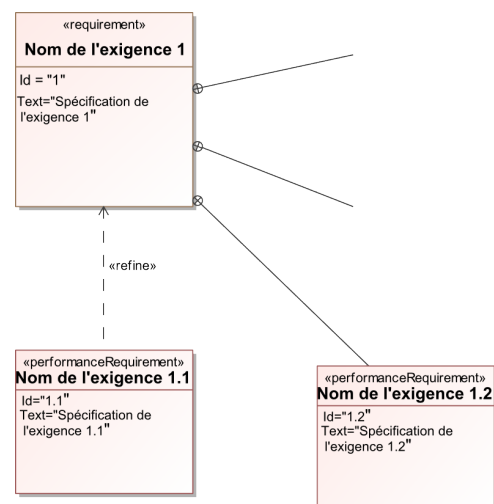 «requirement»
Nom de l'exigence 1
Id = "1"
Text="Spécification de
l'exigence 1"
«refine»
«performanceRequirement»
Nom de l'exigence 1.1
Id="1.1"
Text="Spécification de
l'exigence 1.1"
«performanceRequirement»
Nom de l'exigence 1.2
Id="1.2"
Text="Spécification de
l'exigence 1.2"